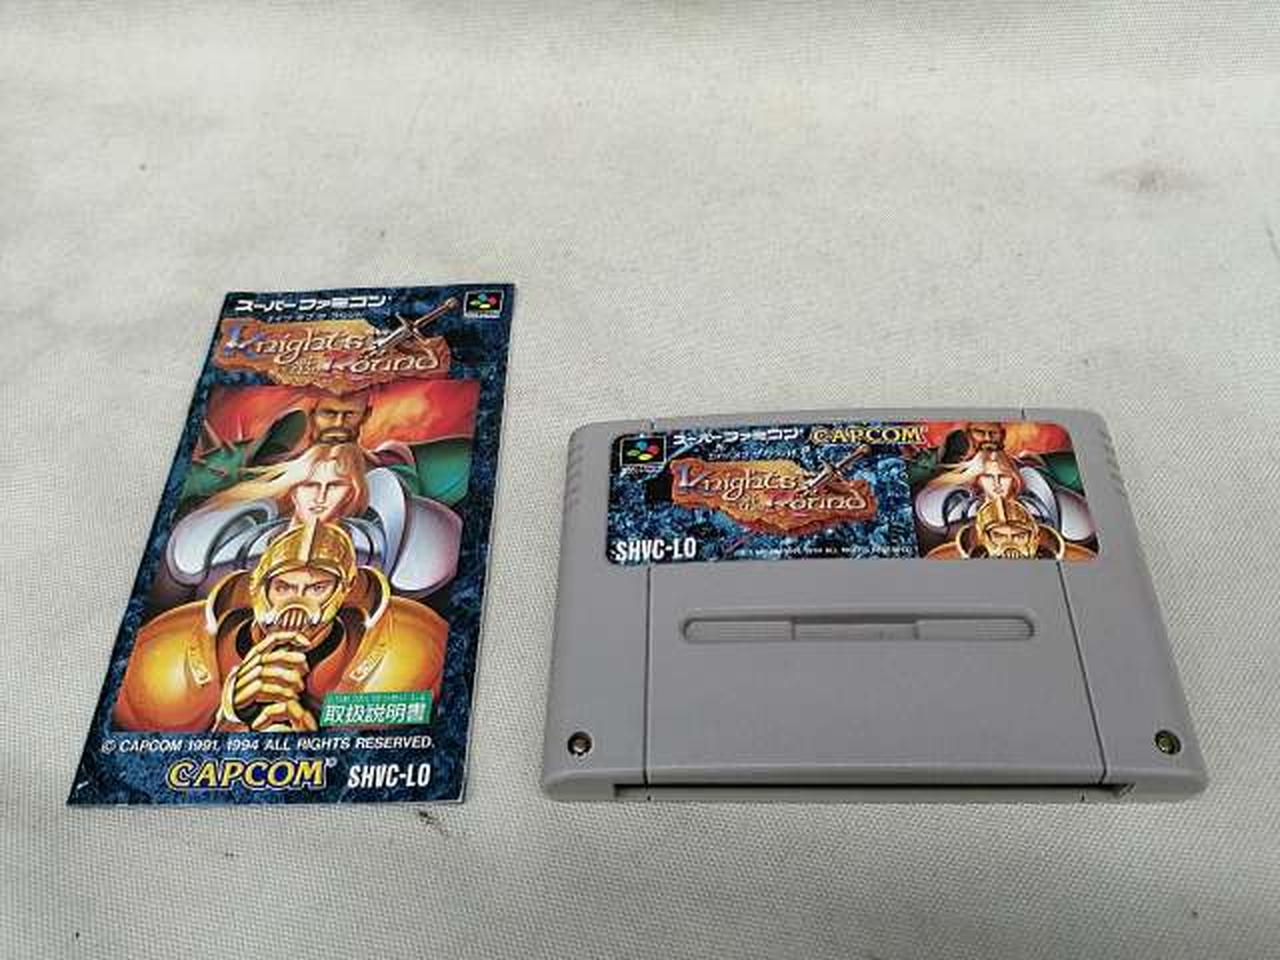 スーパーファミコン
Knights
of the Round
取扱説明書
© CAPCOM 1991, 1994 ALL RIGHTS RESERVED.
CAPCOM® SHVC-LO
スーパーファミコン CAPCOM®
Knights
of the Round
SHVC-LO